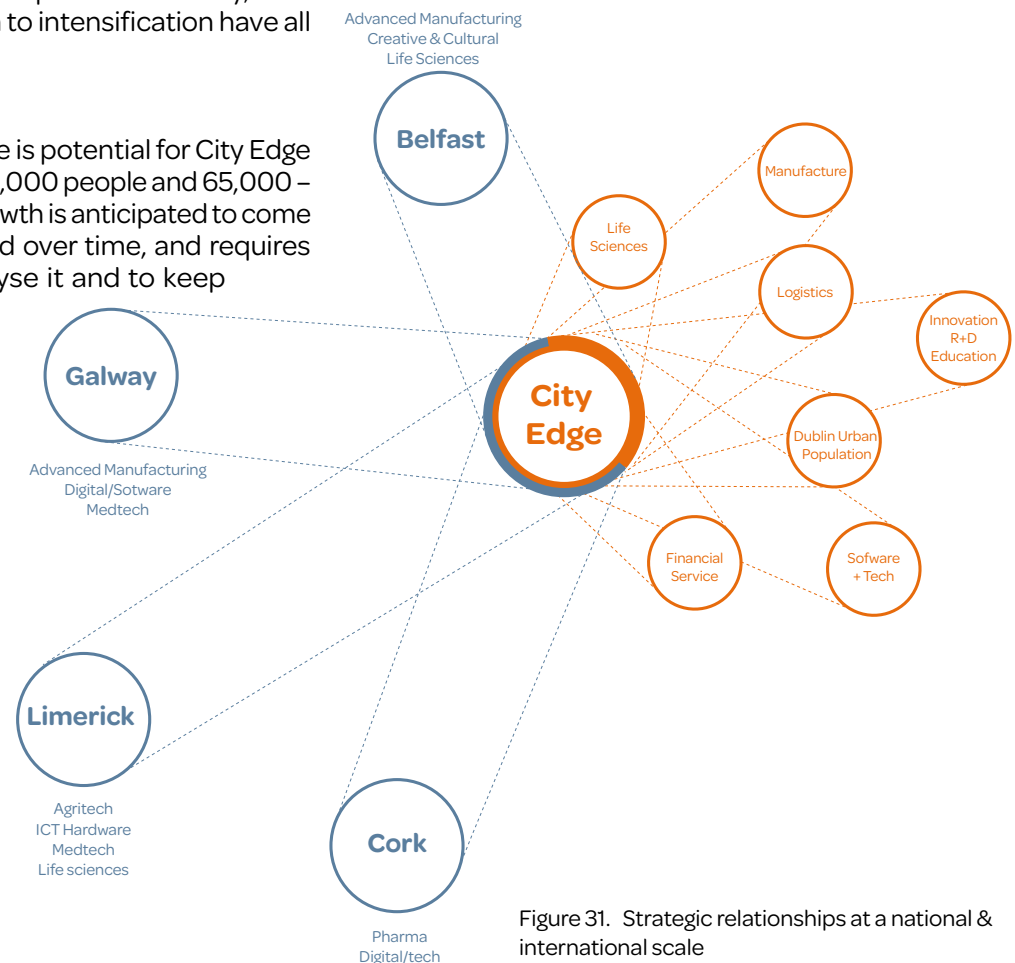 to intensification have all
is potential for City Edge
,000 people and 65,000 –
wth is anticipated to come
d over time, and requires
yse it and to keep
Advanced Manufacturing
Creative & Cultural
Life Sciences
Belfast
Manufacture
Life
Sciences
Logistics
Innovation
R+D
Education
Galway
City
Edge
Dublin Urban
Population
Advanced Manufacturing
Digital/Sotware
Medtech
Financial
Service
Sofware
+ Tech
Limerick
Agritech
ICT Hardware
Medtech
Life sciences
Cork
Pharma
Digital/tech
Figure 31. Strategic relationships at a national &
international scale